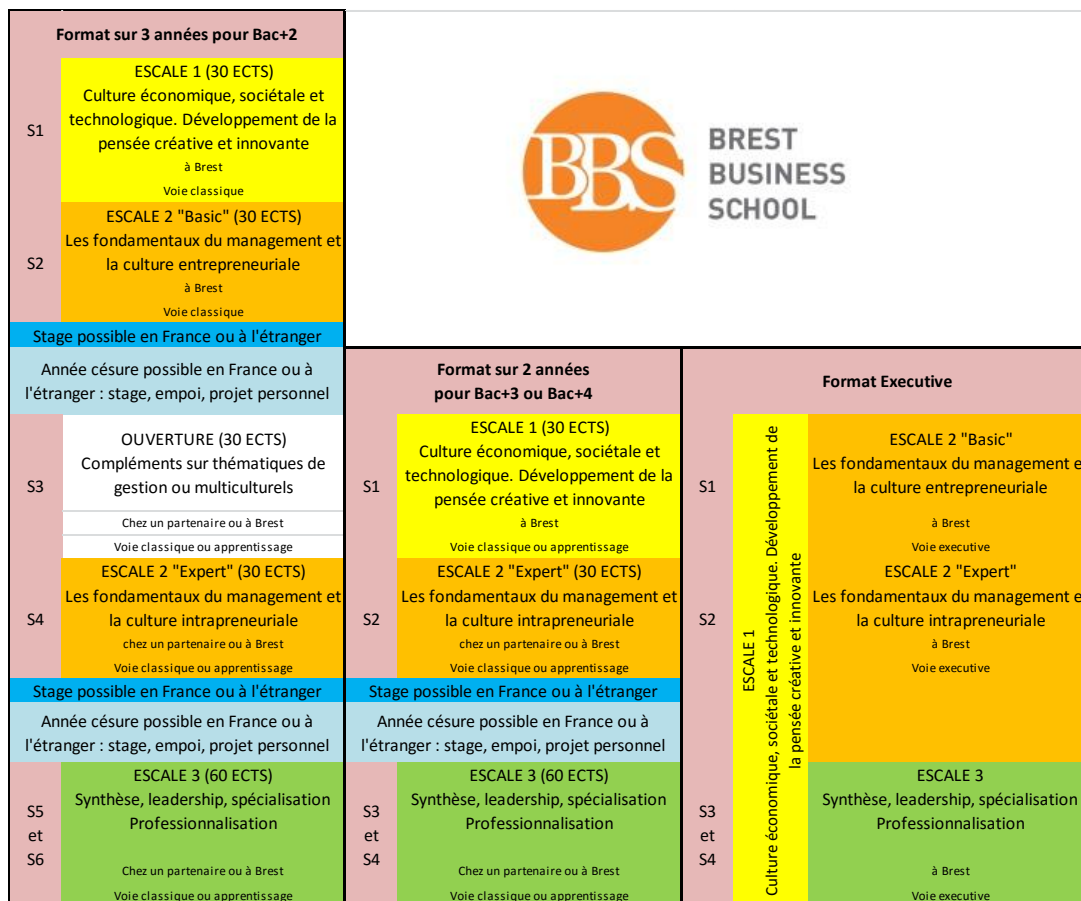 Format sur 3 années pour Bac+2
S1
ESCALE 1 (30 ECTS)
Culture économique, sociétale et
technologique. Développement de la
pensée créative et innovante
à Brest
Voie classique
S2
ESCALE 2 "Basic" (30 ECTS)
Les fondamentaux du management et
la culture entrepreneuriale
à Brest
Voie classique
Stage possible en France ou à l'étranger
Année césure possible en France ou à
l'étranger : stage, empoi, projet personnel
S3
OUVERTURE (30 ECTS)
Compléments sur thématiques de
gestion ou multiculturels
Chez un partenaire ou à Brest
Voie classique ou apprentissage
S4
ESCALE 2 "Expert" (30 ECTS)
Les fondamentaux du management et
la culture intrapreneuriale
chez un partenaire ou à Brest
Voie classique ou apprentissage
Stage possible en France ou à l'étranger
Année césure possible en France ou à
l'étranger : stage, empoi, projet personnel
S5
et
S6
ESCALE 3 (60 ECTS)
Synthèse, leadership, spécialisation
Professionnalisation
Chez un partenaire ou à Brest
Voie classique ou apprentissage
BBS
BREST
BUSINESS
SCHOOL
Format sur 2 années
pour Bac+3 ou Bac+4
S1
ESCALE 1 (30 ECTS)
Culture économique, sociétale et
technologique. Développement de la
pensée créative et innovante
à Brest
Voie classique ou apprentissage
S2
ESCALE 2 "Expert" (30 ECTS)
Les fondamentaux du management et
la culture intrapreneuriale
chez un partenaire ou à Brest
Voie classique ou apprentissage
Stage possible en France ou à l'étranger
Année césure possible en France ou à
l'étranger : stage, empoi, projet personnel
S3
et
S4
ESCALE 3 (60 ECTS)
Synthèse, leadership, spécialisation
Professionnalisation
Chez un partenaire ou à Brest
Voie classique ou apprentissage
Format Executive
S1
S2
S3
et
S4
ESCALE 1
Culture économique, sociétale et technologique. Développement de
la pensée créative et innovante
ESCALE 2 "Basic"
Les fondamentaux du management e
la culture entrepreneuriale
à Brest
Voie executive
ESCALE 2 "Expert"
Les fondamentaux du management e
la culture intrapreneuriale
à Brest
Voie executive
ESCALE 3
Synthèse, leadership, spécialisation
Professionnalisation
à Brest
Voie executive